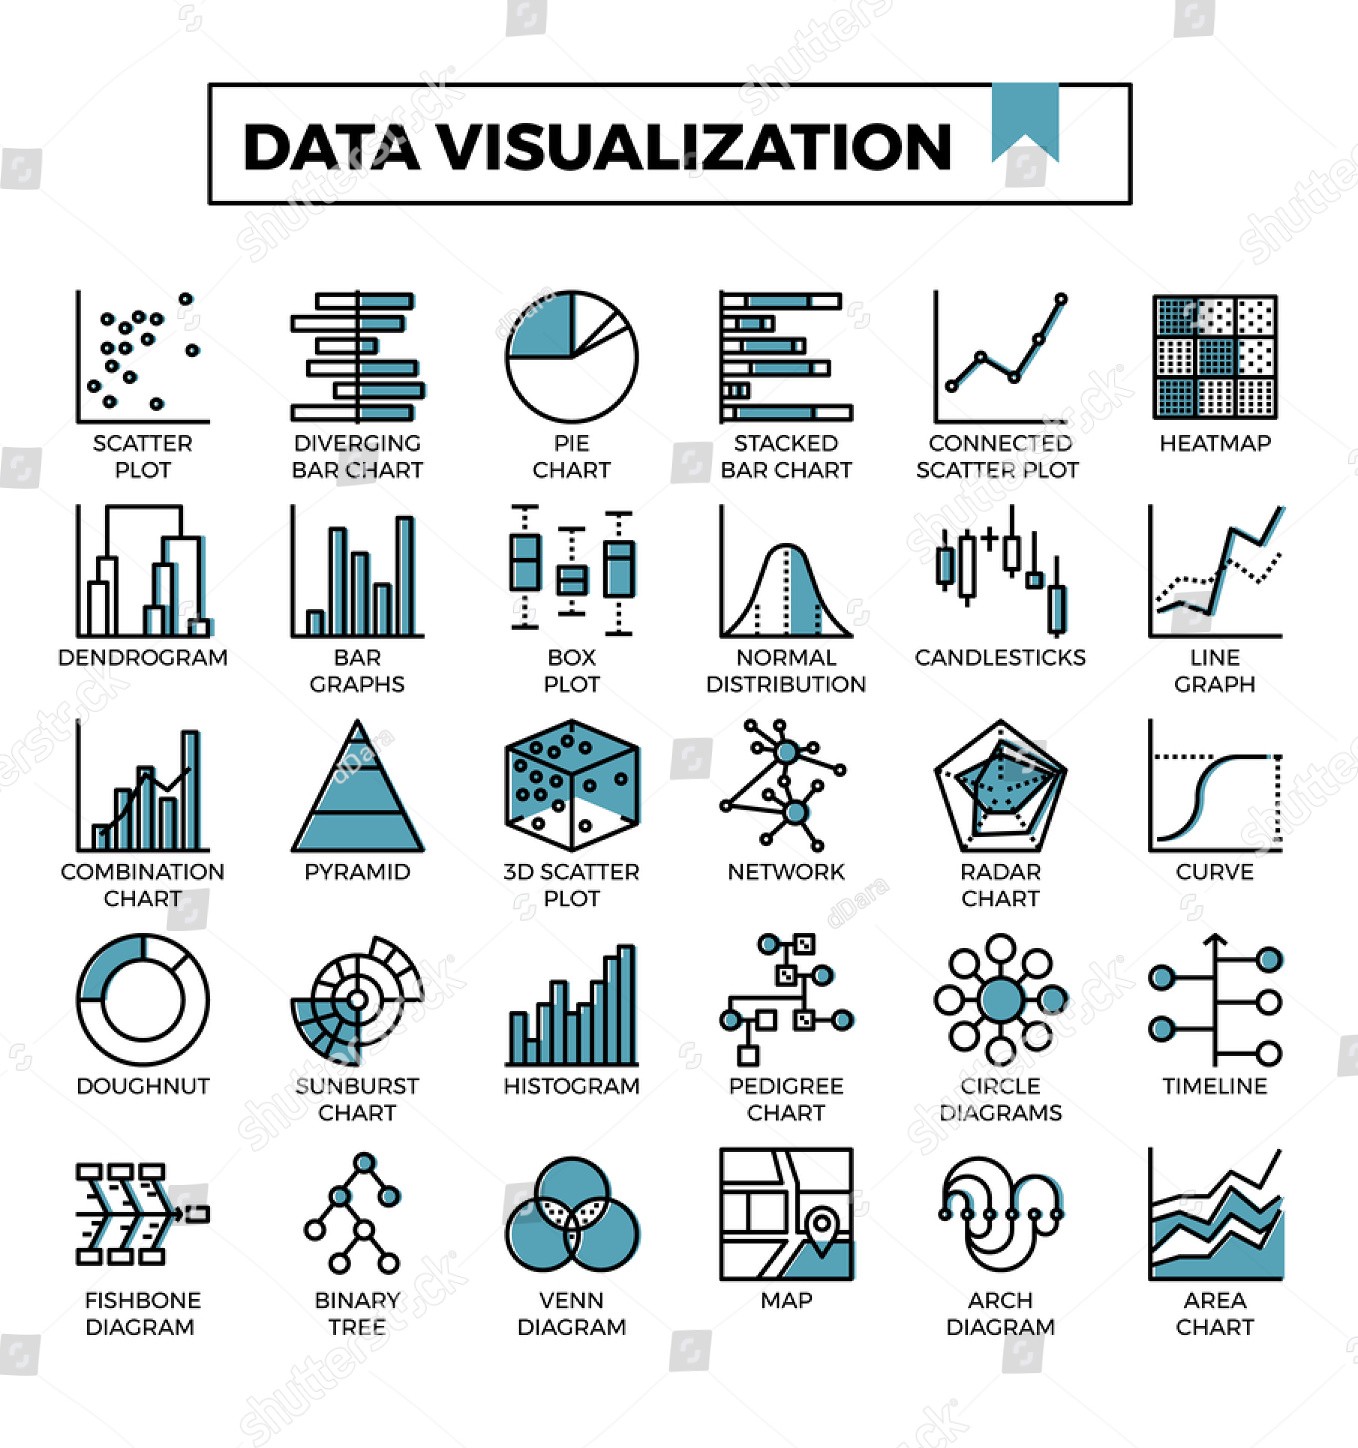 DATA VISUALIZATION
SCATTER
PLOT
DIVERGING
BAR CHART
PIE
CHART
STACKED
BAR CHART
CONNECTED
SCATTER PLOT
HEATMAP
DENDROGRAM
BAR
GRAPHS
BOX
PLOT
NORMAL
DISTRIBUTION
CANDLESTICKS
LINE
GRAPH
COMBINATION
CHART
PYRAMID
3D SCATTER
PLOT
NETWORK
RADAR
CHART
CURVE
DOUGHNUT
SUNBURST
CHART
HISTOGRAM
PEDIGREE
CHART
CIRCLE
DIAGRAMS
TIMELINE
FISHBONE
DIAGRAM
BINARY
TREE
VENN
DIAGRAM
MAP
ARCH
DIAGRAM
AREA
CHART
shutterstock
dDara